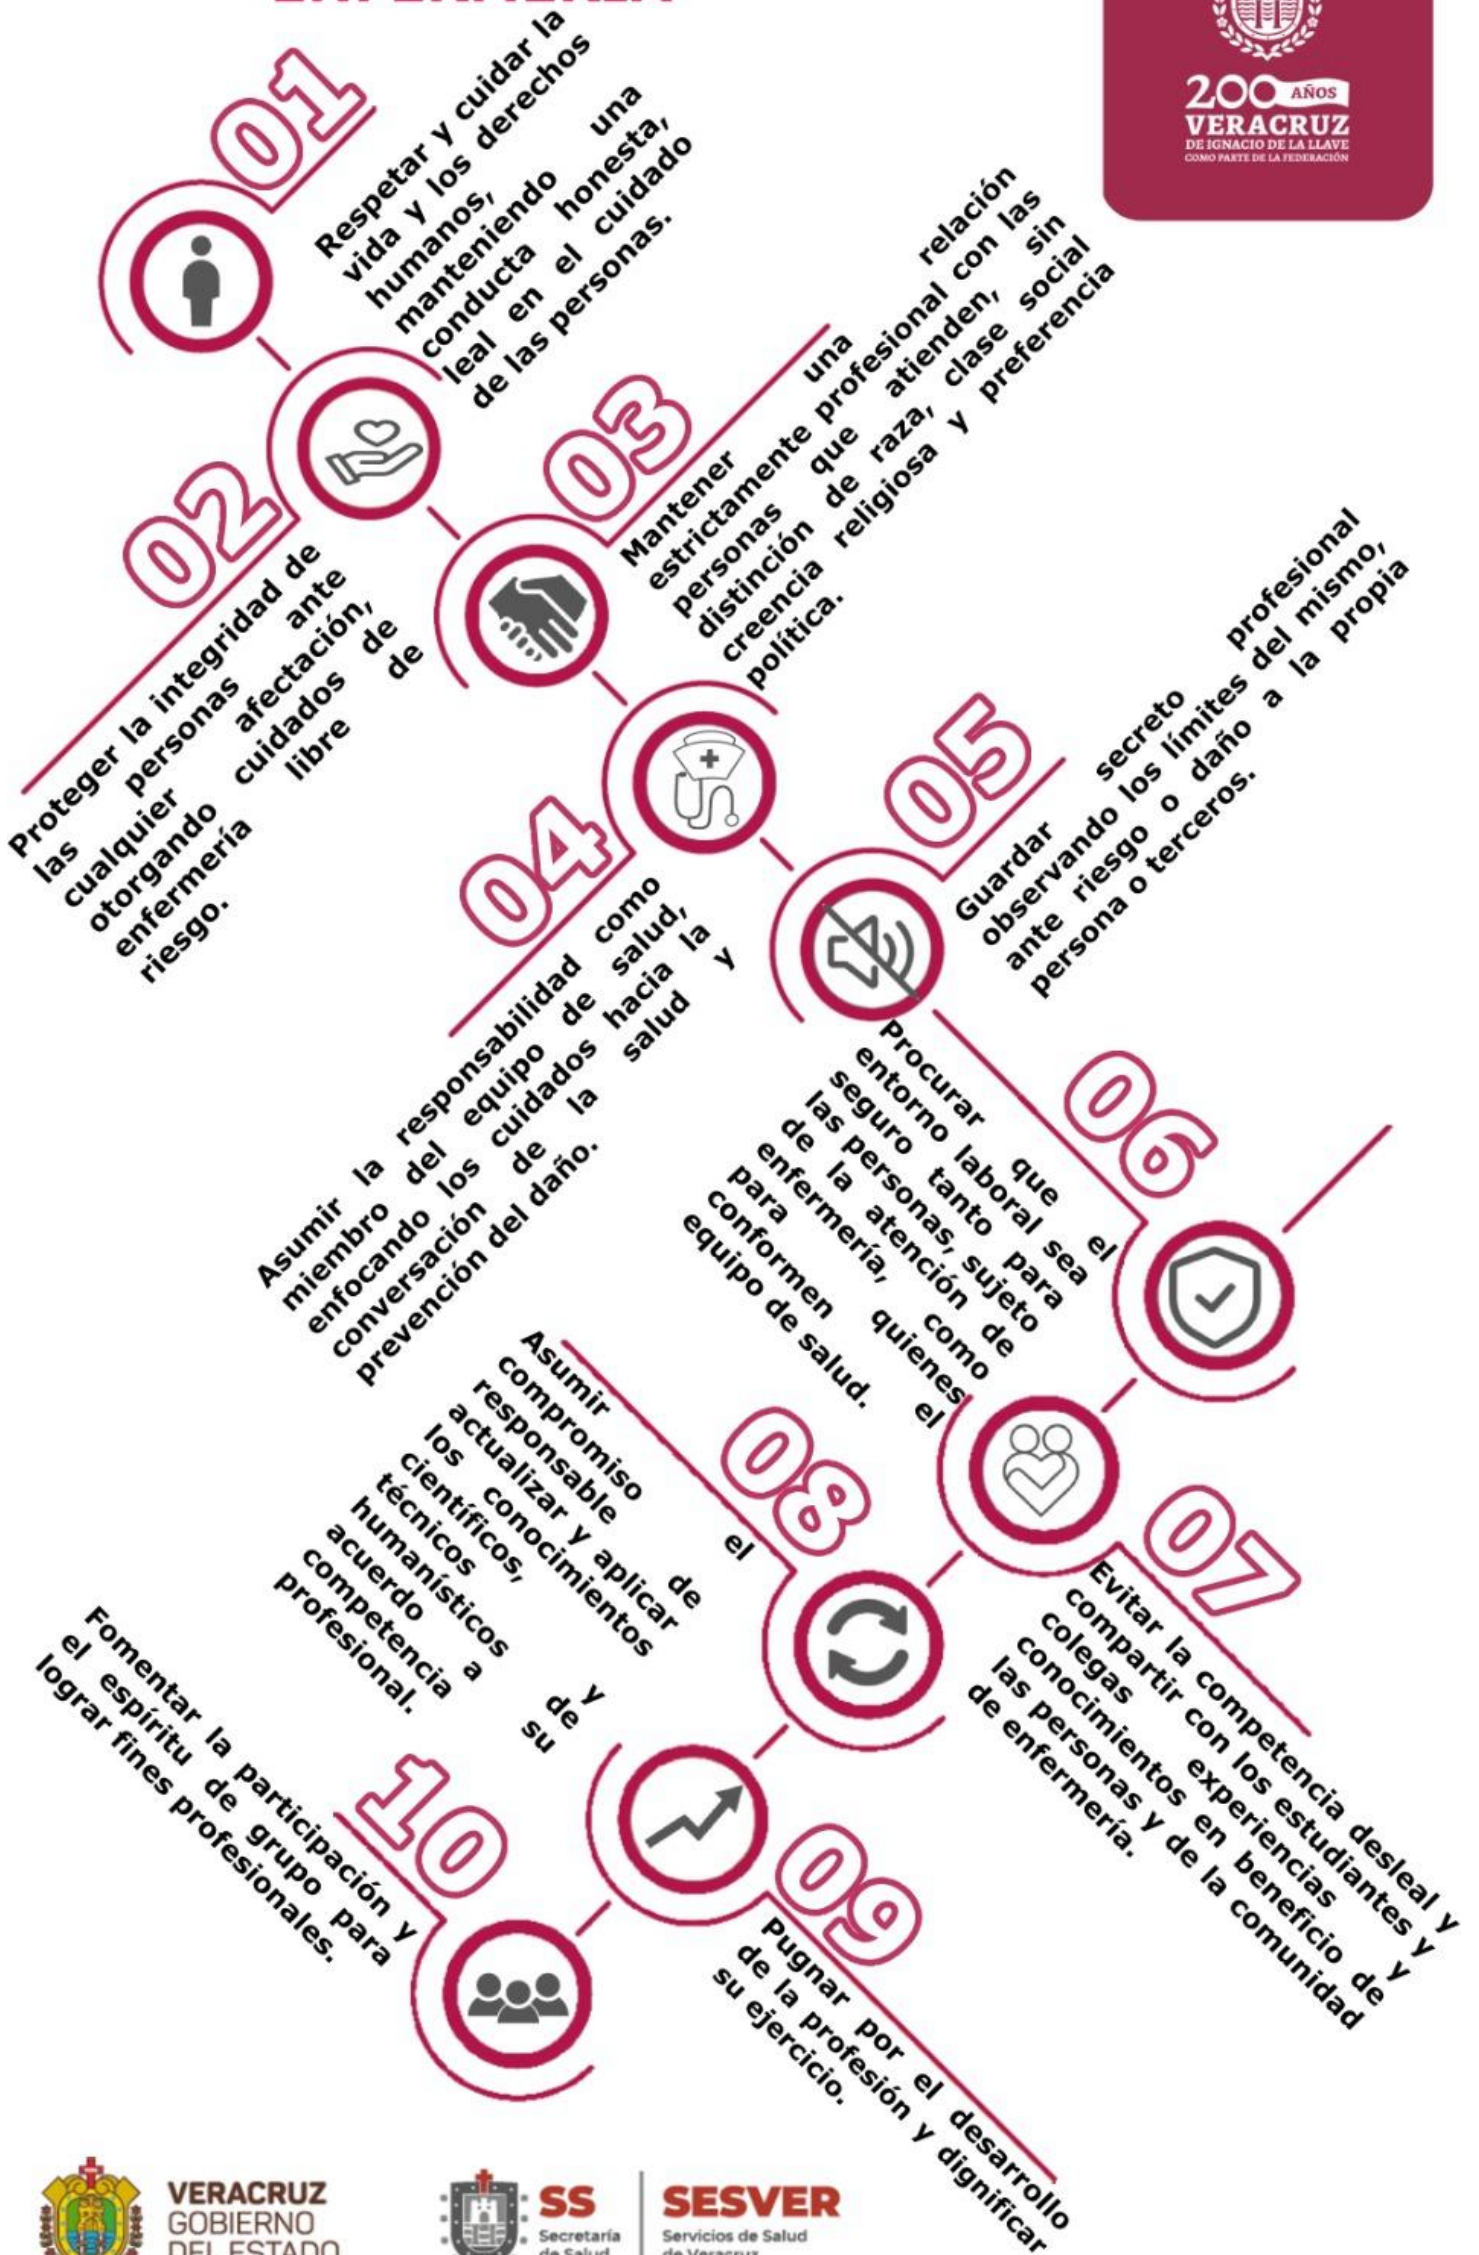 ENFERMERÍA
200 AÑOS
VERACRUZ
DE IGNACIO DE LA LLAVE
COMO PARTE DE LA FEDERACIÓN
01
Respetar y cuidar la
vida y los derechos
humanos,
manteniendo una
conducta honesta,
leal en el cuidado
de las personas.
02
Proteger la integridad de
las personas ante
cualquier afectación,
otorgando cuidados de
enfermería libre de
riesgo.
03
Mantener una relación
estrictamente profesional con las
personas que atienden, sin
distinción de raza, clase social
creencia religiosa y preferencia
política.
04
Asumir la responsabilidad como
miembro del equipo de salud,
enfocando los cuidados hacia la
conversación de la salud y
prevención del daño.
05
Guardar secreto profesional
observando los límites del mismo,
ante riesgo o daño a la propia
persona o terceros.
06
Procurar que el
entorno laboral sea
seguro tanto para
las personas, sujeto
de la atención de
enfermería, como
para quienes
conformen el
equipo de salud.
07
Evitar la competencia desleal y
compartir con los estudiantes y
colegas experiencias y
conocimientos en beneficio de
las personas y de la comunidad
de enfermería.
08
Asumir el
compromiso
responsable de
actualizar y aplicar
los conocimientos
científicos,
técnicos y
humanísticos de
acuerdo a su
competencia
profesional.
09
Pugnar por el desarrollo
de la profesión y dignificar
su ejercicio.
10
Fomentar la participación y
el espíritu de grupo para
lograr fines profesionales.
VERACRUZ
GOBIERNO
DEL ESTADO
SS
Secretaría
de Salud
SESVER
Servicios de Salud
de Veracruz